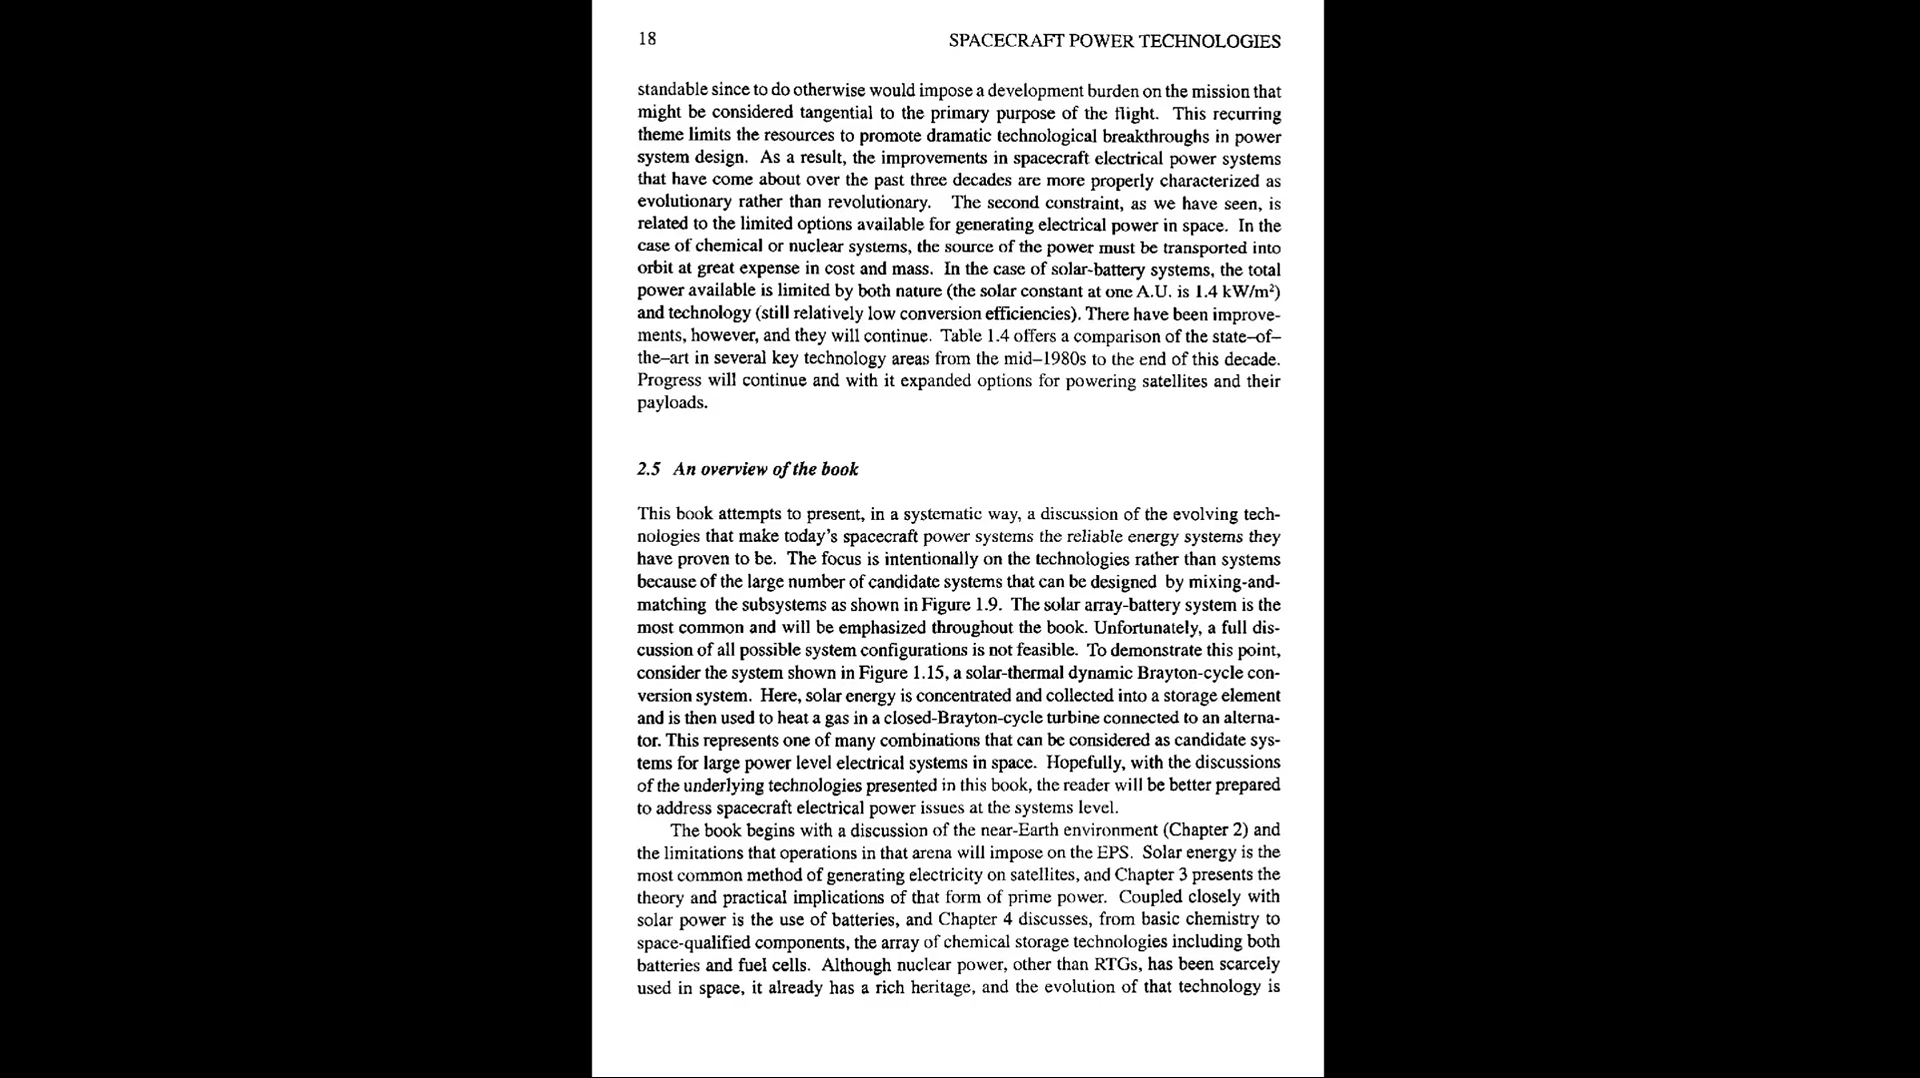 18
SPACECRAFT POWER TECHNOLOGIES
standable since to do otherwise would impose a development burden on the mission that
might be considered tangential to the primary purpose of the flight. This recurring
theme limits the resources to promote dramatic technological breakthroughs in power
system design. As a result, the improvements in spacecraft electrical power systems
that have come about over the past three decades are more properly characterized as
evolutionary rather than revolutionary. The second constraint, as we have seen, is
related to the limited options available for generating electrical power in space. In the
case of chemical or nuclear systems, the source of the power must be transported into
orbit at great expense in cost and mass. In the case of solar-battery systems, the total
power available is limited by both nature (the solar constant at one A.U. is 1.4 kW/m²)
and technology (still relatively low conversion efficiencies). There have been improve-
ments, however, and they will continue. Table 1.4 offers a comparison of the state–of–
the–art in several key technology areas from the mid–1980s to the end of this decade.
Progress will continue and with it expanded options for powering satellites and their
payloads.
2.5 An overview of the book
This book attempts to present, in a systematic way, a discussion of the evolving tech-
nologies that make today's spacecraft power systems the reliable energy systems they
have proven to be. The focus is intentionally on the technologies rather than systems
because of the large number of candidate systems that can be designed by mixing-and-
matching the subsystems as shown in Figure 1.9. The solar array-battery system is the
most common and will be emphasized throughout the book. Unfortunately, a full dis-
cussion of all possible system configurations is not feasible. To demonstrate this point,
consider the system shown in Figure 1.15, a solar-thermal dynamic Brayton-cycle con-
version system. Here, solar energy is concentrated and collected into a storage element
and is then used to heat a gas in a closed-Brayton-cycle turbine connected to an alterna-
tor. This represents one of many combinations that can be considered as candidate sys-
tems for large power level electrical systems in space. Hopefully, with the discussions
of the underlying technologies presented in this book, the reader will be better prepared
to address spacecraft electrical power issues at the systems level.
The book begins with a discussion of the near-Earth environment (Chapter 2) and
the limitations that operations in that arena will impose on the EPS. Solar energy is the
most common method of generating electricity on satellites, and Chapter 3 presents the
theory and practical implications of that form of prime power. Coupled closely with
solar power is the use of batteries, and Chapter 4 discusses, from basic chemistry to
space-qualified components, the array of chemical storage technologies including both
batteries and fuel cells. Although nuclear power, other than RTGs, has been scarcely
used in space, it already has a rich heritage, and the evolution of that technology is